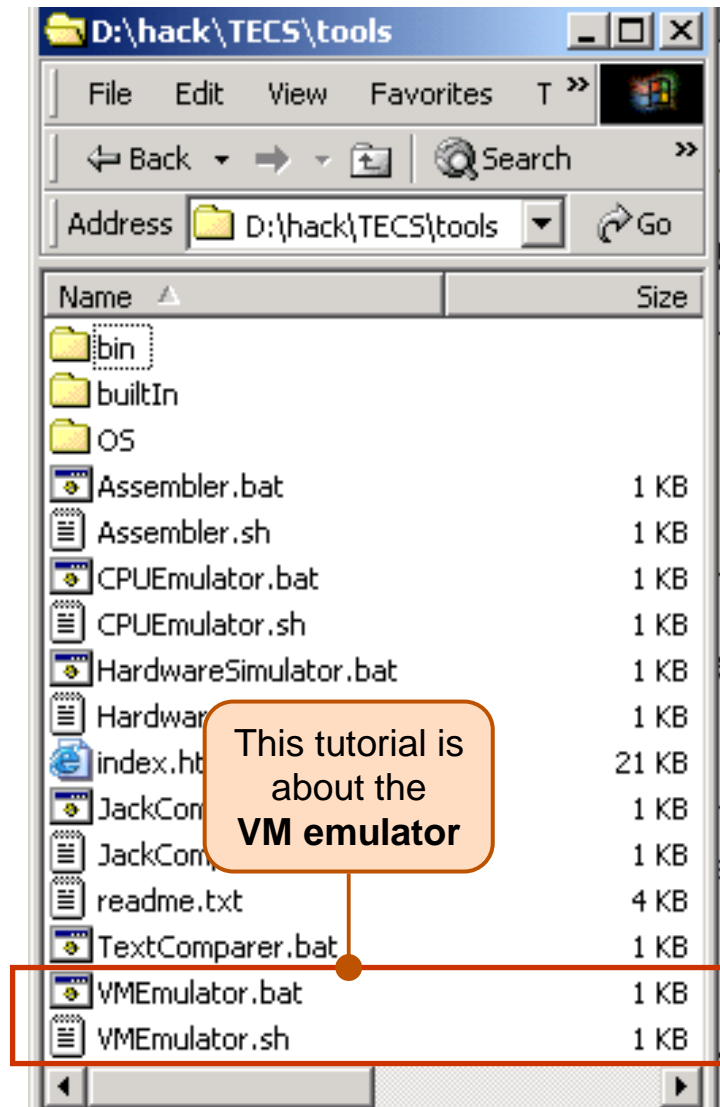 D:\hack\TECS\tools
File Edit View Favorites T »
Back Search »
Address D:\hack\TECS\tools Go
Name Size
bin
builtIn
OS
Assembler.bat 1 KB
Assembler.sh 1 KB
CPUEmulator.bat 1 KB
CPUEmulator.sh 1 KB
HardwareSimulator.bat 1 KB
Hardwar 1 KB
index.ht 21 KB
JackCom 1 KB
JackCom 1 KB
readme.txt 4 KB
TextComparer.bat 1 KB
VMEmulator.bat 1 KB
VMEmulator.sh 1 KB
This tutorial is
about the
VM emulator